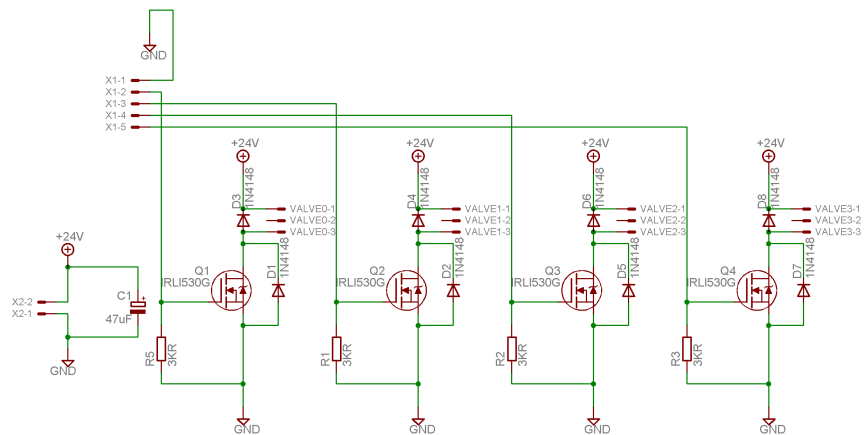 GND
X1-1
X1-2
X1-3
X1-4
X1-5
+24V
+24V
+24V
+24V
D3
1N4148
D4
1N4148
D6
1N4148
D8
1N4148
VALVE0-1
VALVE0-2
VALVE0-3
VALVE1-1
VALVE1-2
VALVE1-3
VALVE2-1
VALVE2-2
VALVE2-3
VALVE3-1
VALVE3-2
VALVE3-3
+24V
X2-2
X2-1
C1
+
47uF
GND
Q1
IRLI530G
D1
1N4148
Q2
IRLI530G
D2
1N4148
Q3
IRLI530G
D5
1N4148
Q4
IRLI530G
D7
1N4148
R5
3KR
R1
3KR
R2
3KR
R3
3KR
GND
GND
GND
GND